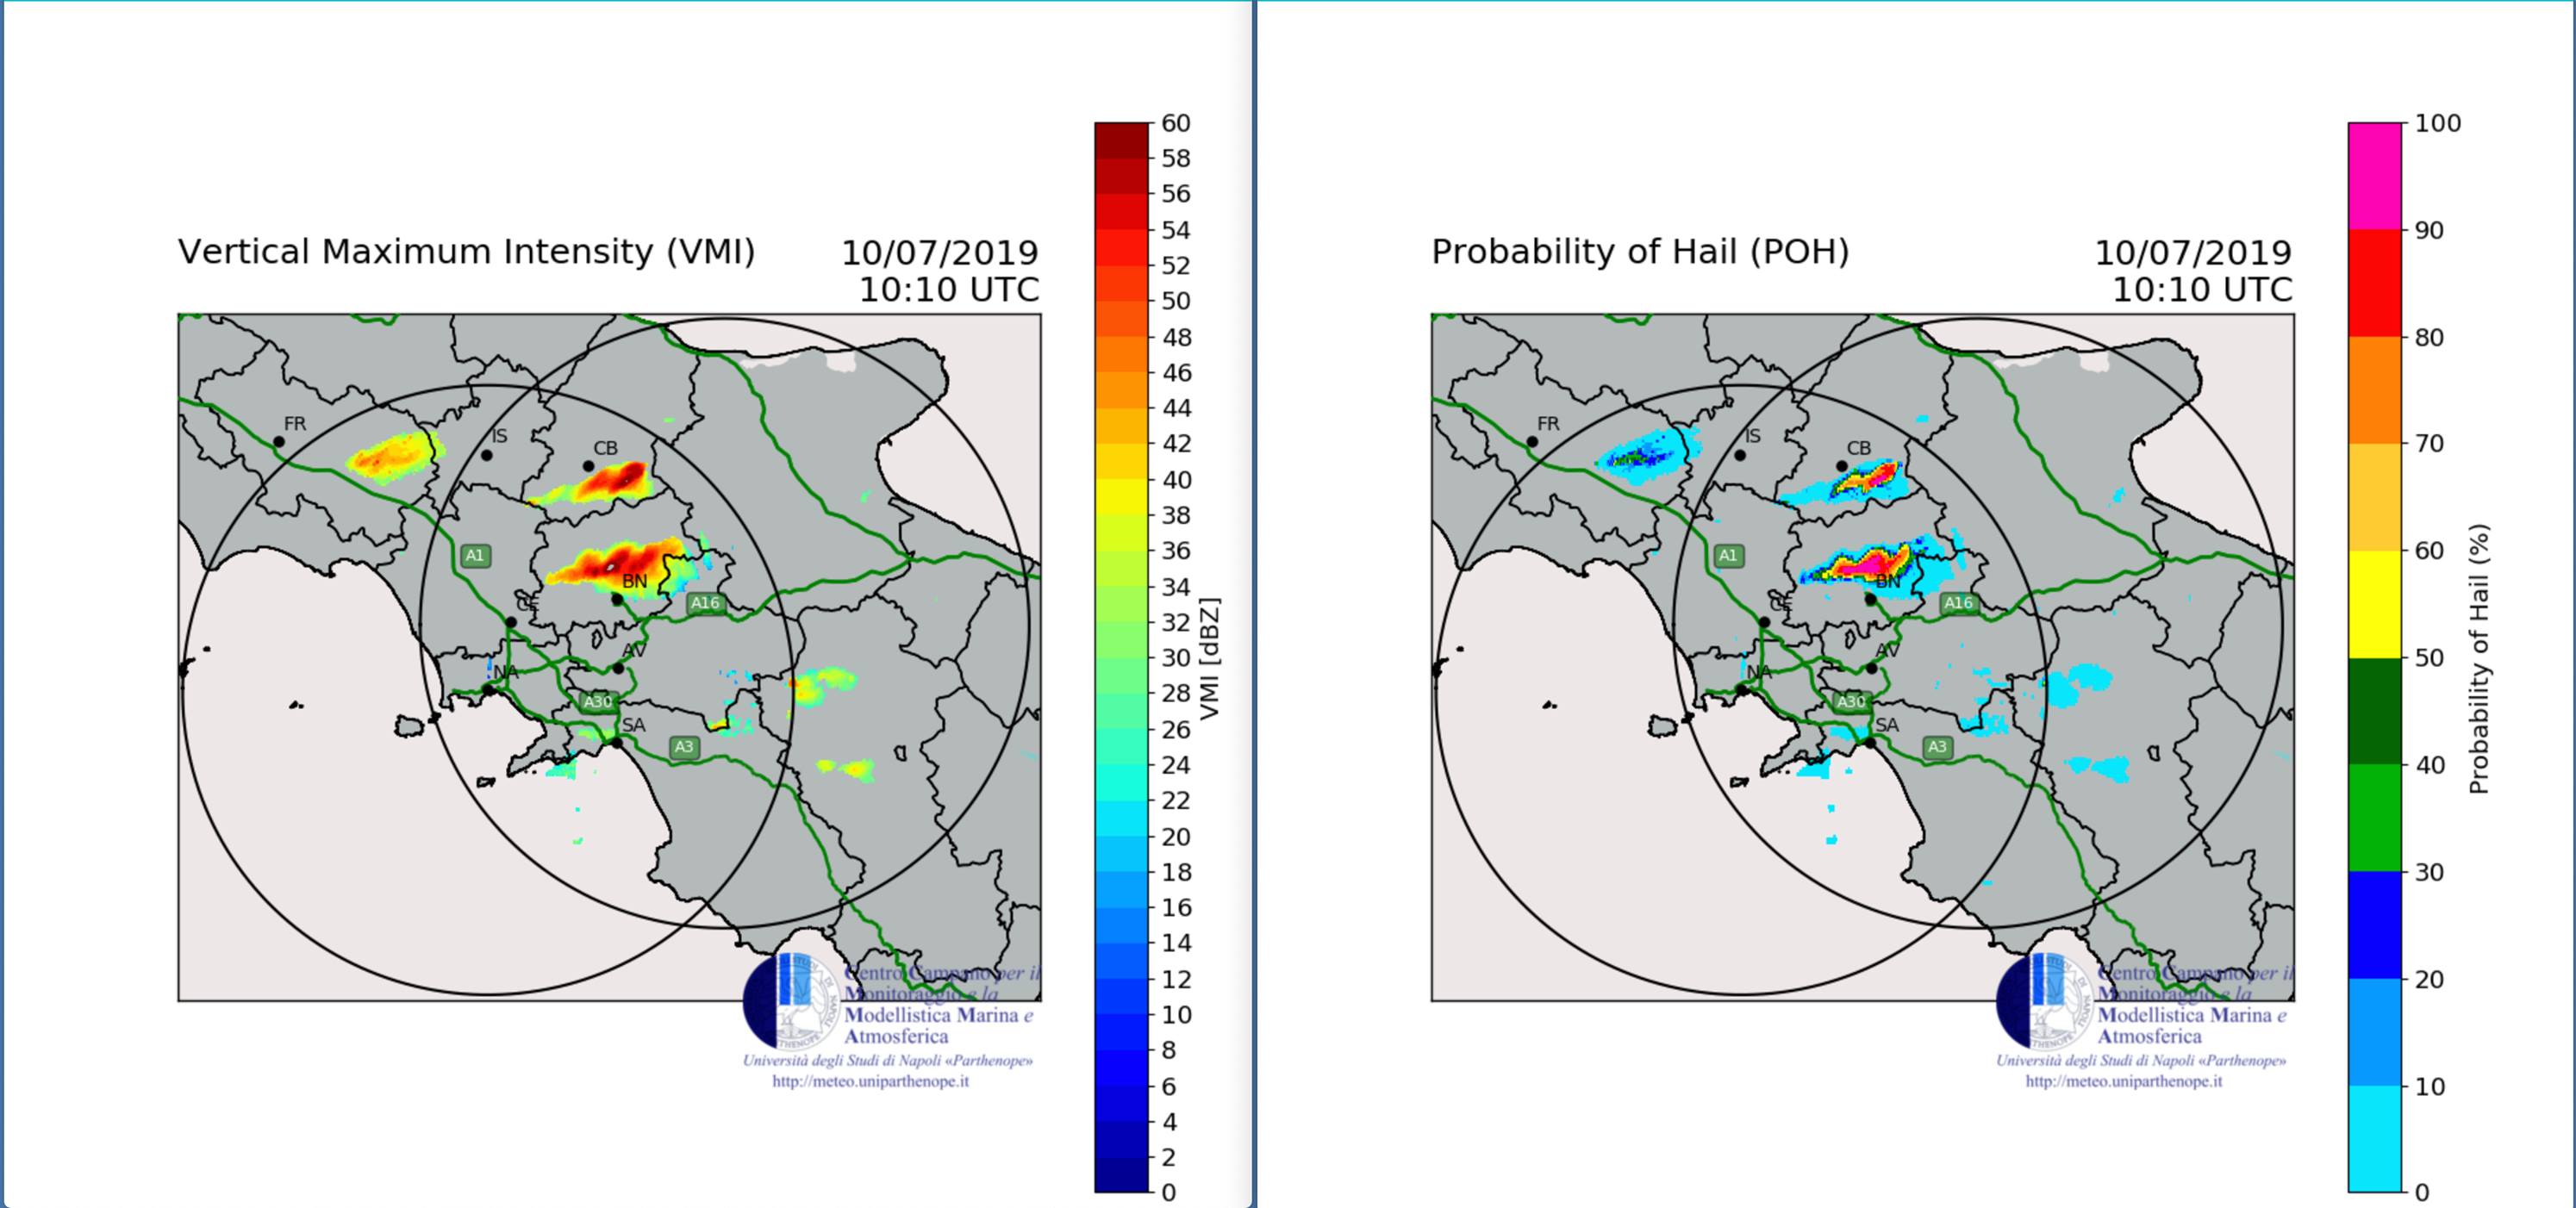 Vertical Maximum Intensity (VMI)
10/07/2019
10:10 UTC
FR
IS
CB
A1
BN
CE
A16
NA
AV
A30
SA
A3
Centro Campano per il
Monitoraggio e la
Modellistica Marina e
Atmosferica
Università degli Studi di Napoli «Parthenope»
http://meteo.uniparthenope.it
60
58
56
54
52
50
48
46
44
42
40
38
36
34
32
30
28
26
24
22
20
18
16
14
12
10
8
6
4
2
0
VMI [dBZ]
Probability of Hail (POH)
10/07/2019
10:10 UTC
FR
IS
CB
A1
BN
CE
A16
NA
AV
A30
SA
A3
Centro Campano per il
Monitoraggio e la
Modellistica Marina e
Atmosferica
Università degli Studi di Napoli «Parthenope»
http://meteo.uniparthenope.it
100
90
80
70
60
50
40
30
20
10
0
Probability of Hail (%)